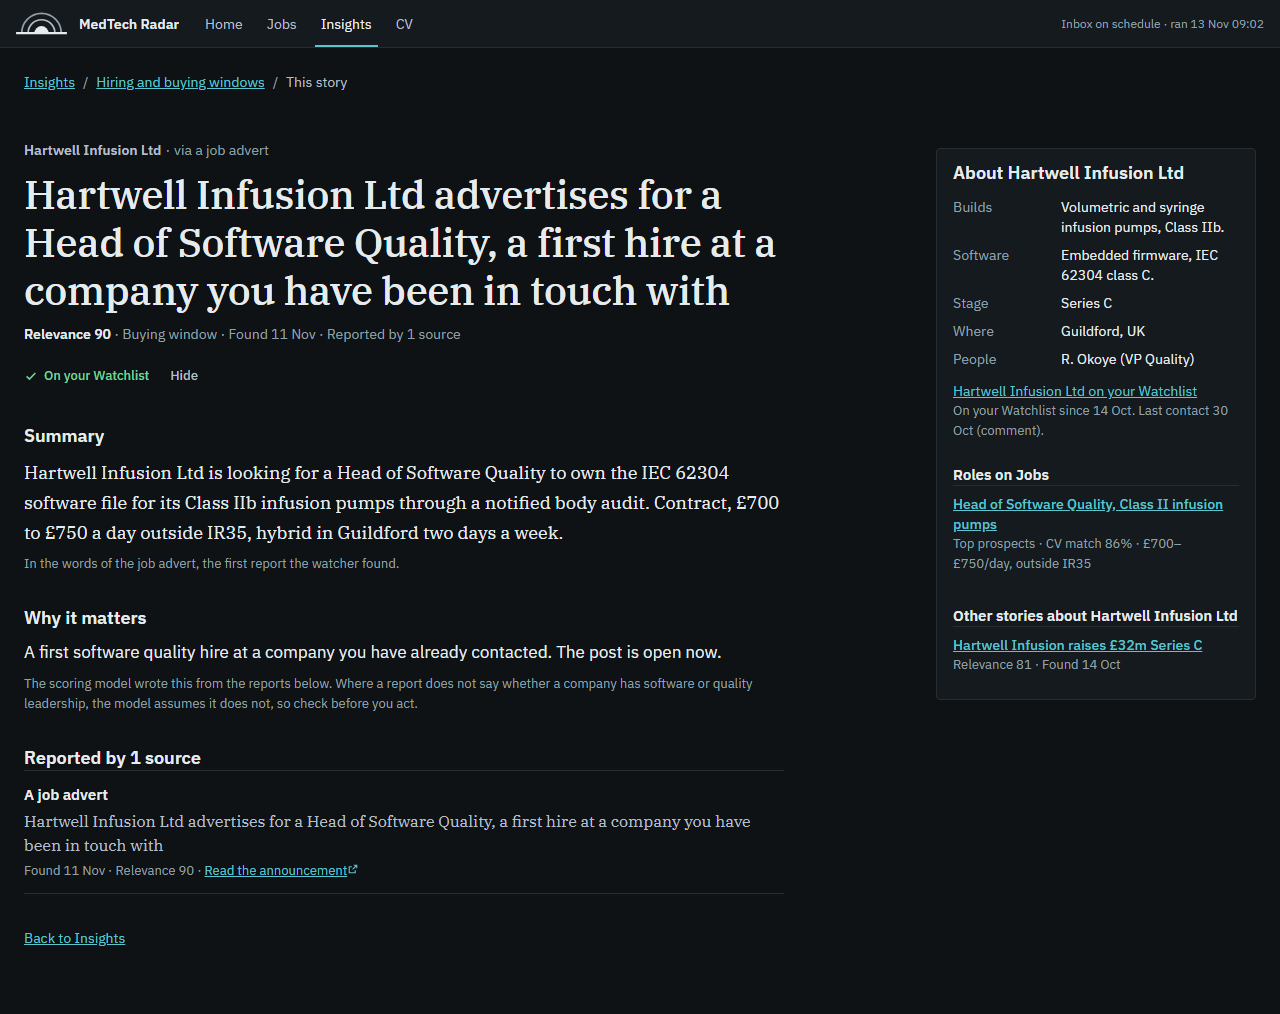 MedTech Radar Home Jobs Insights CV Inbox on schedule · ran 13 Nov 09:02
Insights / Hiring and buying windows / This story
Hartwell Infusion Ltd · via a job advert
Hartwell Infusion Ltd advertises for a
Head of Software Quality, a first hire at a
company you have been in touch with
Relevance 90 · Buying window · Found 11 Nov · Reported by 1 source
✓ On your Watchlist Hide
Summary
Hartwell Infusion Ltd is looking for a Head of Software Quality to own the IEC 62304
software file for its Class IIb infusion pumps through a notified body audit. Contract, £700
to £750 a day outside IR35, hybrid in Guildford two days a week.
In the words of the job advert, the first report the watcher found.
Why it matters
A first software quality hire at a company you have already contacted. The post is open now.
The scoring model wrote this from the reports below. Where a report does not say whether a company has software or quality
leadership, the model assumes it does not, so check before you act.
Reported by 1 source
A job advert
Hartwell Infusion Ltd advertises for a Head of Software Quality, a first hire at a company you have
been in touch with
Found 11 Nov · Relevance 90 · Read the announcement
Back to Insights
About Hartwell Infusion Ltd
Builds Volumetric and syringe
infusion pumps, Class IIb.
Software Embedded firmware, IEC
62304 class C.
Stage Series C
Where Guildford, UK
People R. Okoye (VP Quality)
Hartwell Infusion Ltd on your Watchlist
On your Watchlist since 14 Oct. Last contact 30
Oct (comment).
Roles on Jobs
Head of Software Quality, Class II infusion
pumps
Top prospects · CV match 86% · £700–
£750/day, outside IR35
Other stories about Hartwell Infusion Ltd
Hartwell Infusion raises £32m Series C
Relevance 81 · Found 14 Oct